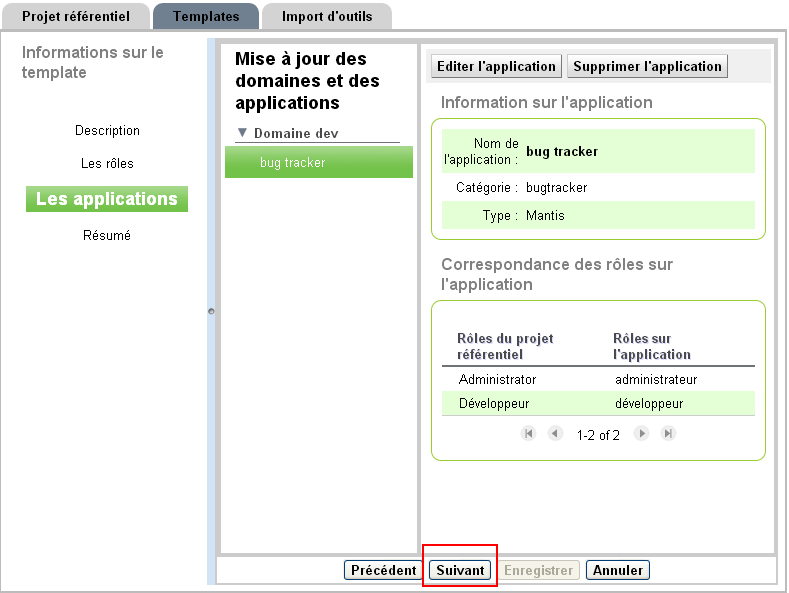 Projet référentiel
Templates
Import d'outils
Informations sur le
template
Description
Les rôles
Les applications
Résumé
Mise à jour des
domaines et des
applications
Domaine dev
bug tracker
Editer l'application
Supprimer l'application
Information sur l'application
Nom de
l'application :
bug tracker
Catégorie :
bugtracker
Type :
Mantis
Correspondance des rôles sur
l'application
Rôles du projet
référentiel
Rôles sur
l'application
Administrator
administrateur
Développeur
développeur
1-2 of 2
Précédent
Suivant
Enregistrer
Annuler